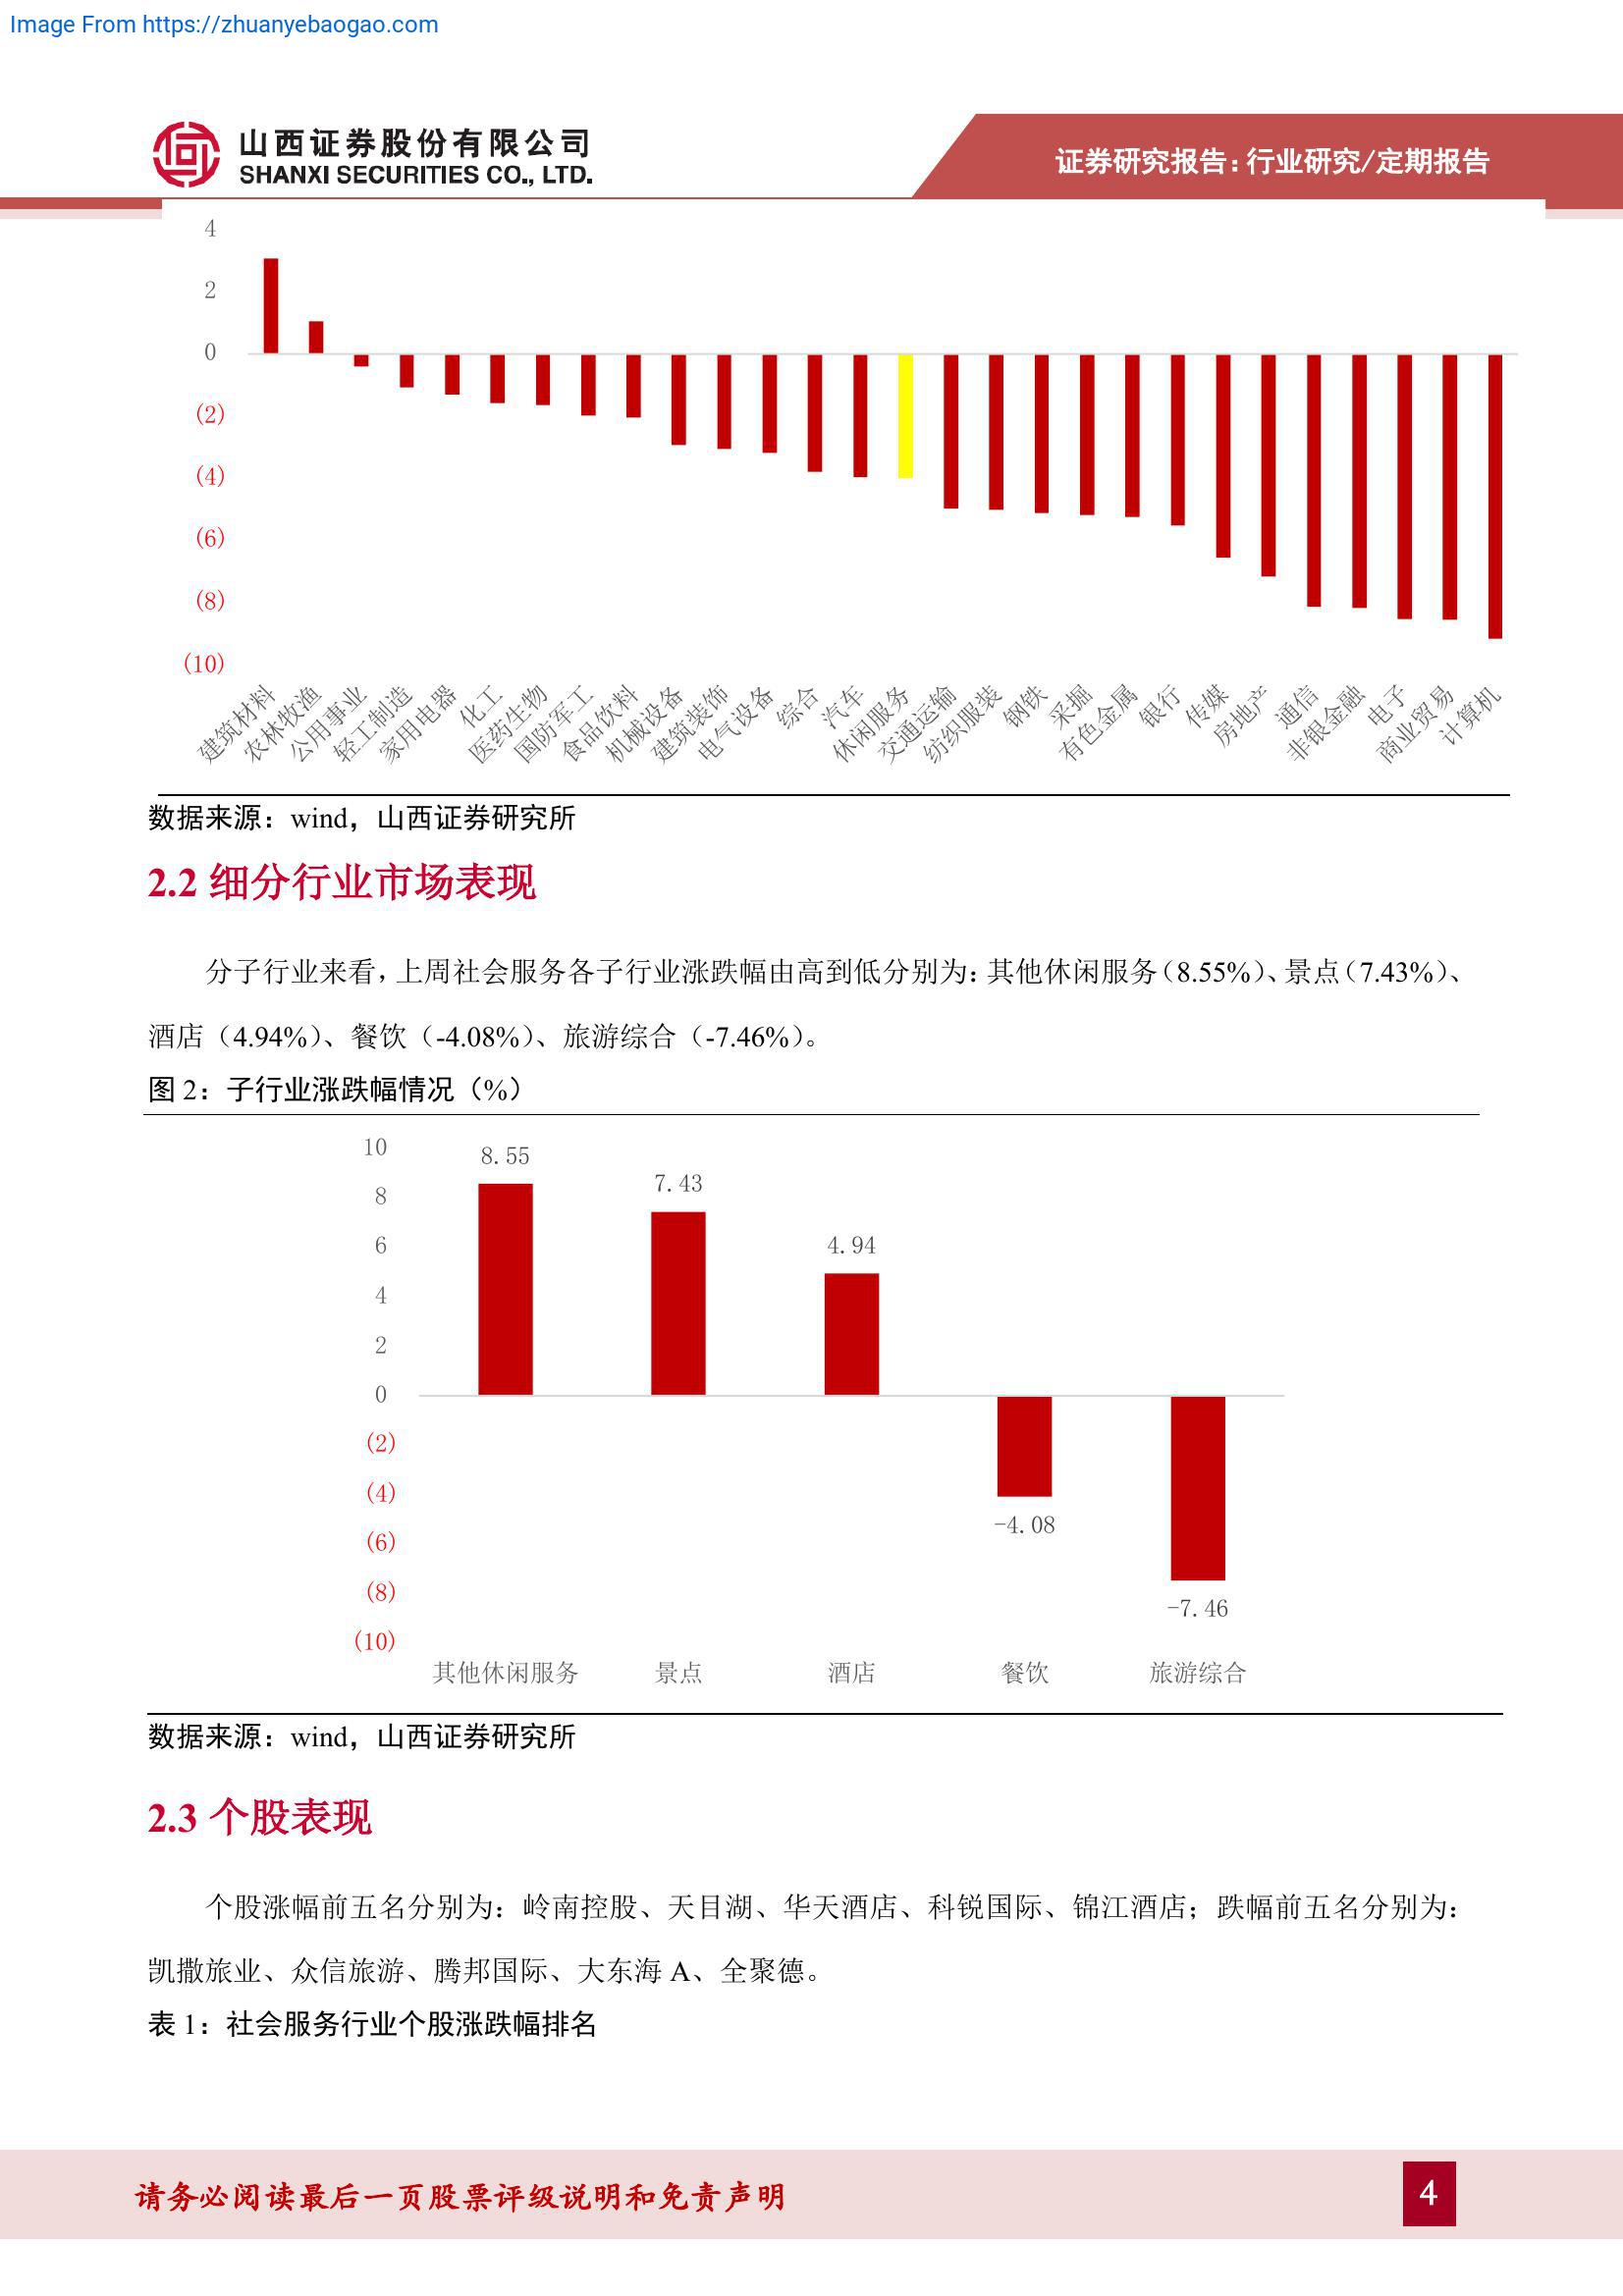 Image From https://zhuanyebaogao.com
山西证券股份有限公司
SHANXI SECURITIES CO., LTD.
证券研究报告：行业研究/定期报告
4
2
0
(2)
(4)
(6)
(8)
(10)
建筑材料
农林牧渔
公用事业
轻工制造
家用电器
化工
医药生物
国防军工
食品饮料
机械设备
建筑装饰
电气设备
综合
汽车
休闲服务
交通运输
纺织服装
钢铁
采掘
有色金属
银行
传媒
房地产
通信
非银金融
电子
商业贸易
计算机
数据来源：wind，山西证券研究所
2.2 细分行业市场表现
分子行业来看，上周社会服务各子行业涨跌幅由高到低分别为：其他休闲服务（8.55%）、景点（7.43%）、
酒店（4.94%）、餐饮（-4.08%）、旅游综合（-7.46%）。
图 2：子行业涨跌幅情况（%）
10
8
6
4
2
0
(2)
(4)
(6)
(8)
(10)
8.55
7.43
4.94
-4.08
-7.46
其他休闲服务
景点
酒店
餐饮
旅游综合
数据来源：wind，山西证券研究所
2.3 个股表现
个股涨幅前五名分别为：岭南控股、天目湖、华天酒店、科锐国际、锦江酒店；跌幅前五名分别为：
凯撒旅业、众信旅游、腾邦国际、大东海 A、全聚德。
表 1：社会服务行业个股涨跌幅排名
请务必阅读最后一页股票评级说明和免责声明
4